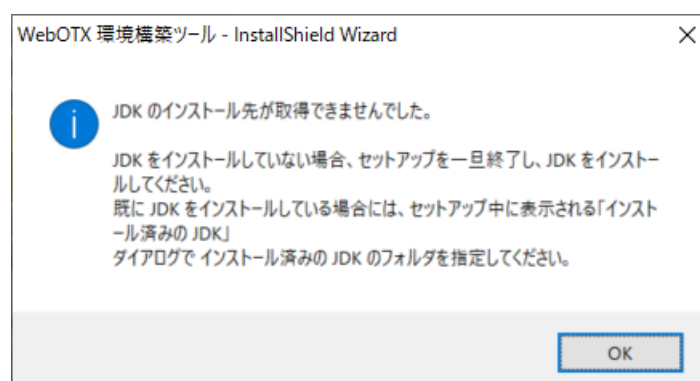 WebOTX 環境構築ツール - InstallShield Wizard
JDK のインストール先が取得できませんでした。
JDK をインストールしていない場合、セットアップを一旦終了し、JDK をインストー
ルしてください。
既に JDK をインストールしている場合には、セットアップ中に表示される「インスト
ール済みの JDK」
ダイアログで インストール済みの JDK のフォルダを指定してください。
OK